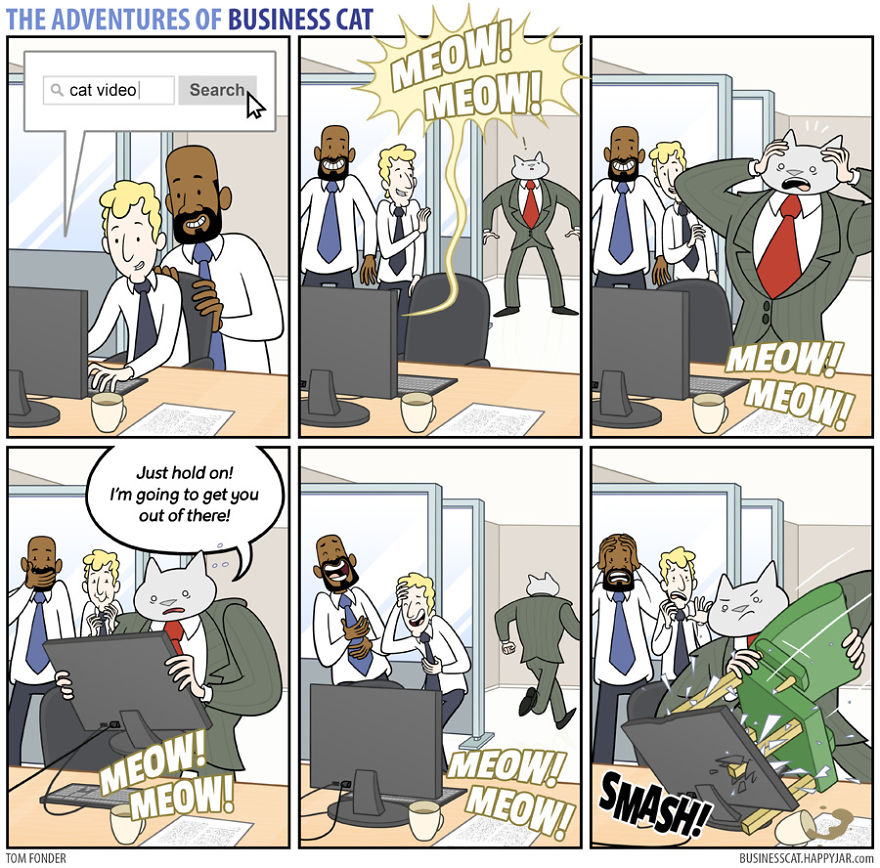 THE ADVENTURES OF BUSINESS CAT
cat video
Search
MEOW!
MEOW!
MEOW!
MEOW!
Just hold on!
I'm going to get you
out of there!
MEOW!
MEOW!
MEOW!
MEOW!
SMASH!
TOM FONDER
BUSINESSCAT.HAPPYJAR.com